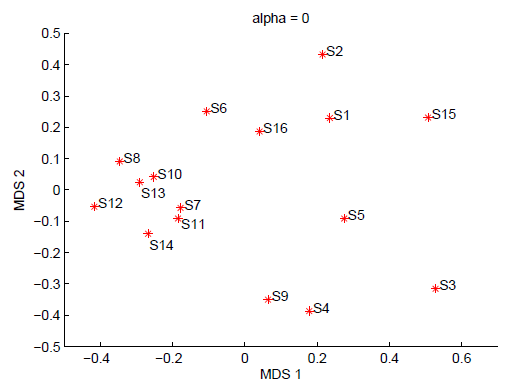 alpha = 0
0.5
S2
0.4
0.3
S6
S1
S15
0.2
S16
0.1
S8
S10
S13
MDS 2
0
S12
S7
−0.1
S11
S5
S14
−0.2
−0.3
S9
S4
S3
−0.4
−0.5
−0.4 −0.2 0 0.2 0.4 0.6
MDS 1